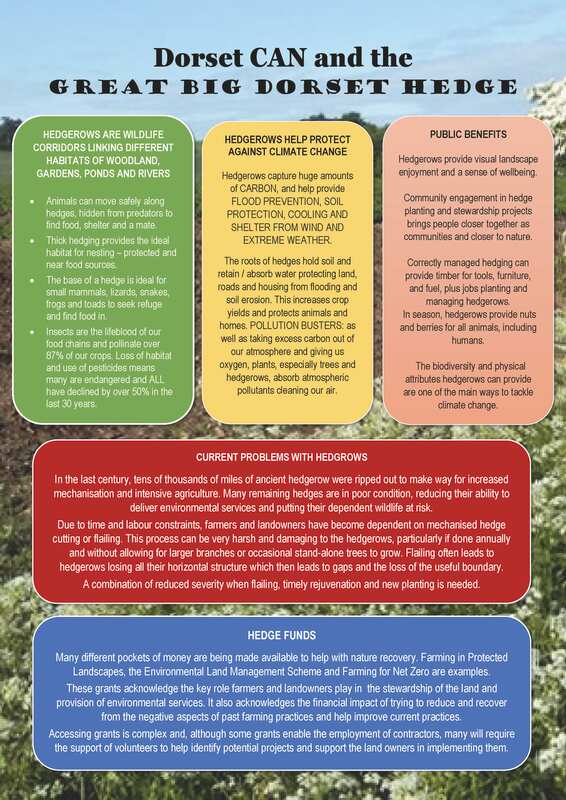 Dorset CAN and the
GREAT BIG DORSET HEDGE
HEDGEROWS ARE WILDLIFE
CORRIDORS LINKING DIFFERENT
HABITATS OF WOODLAND,
GARDENS, PONDS AND RIVERS
• Animals can move safely along
hedges, hidden from predators to
find food, shelter and a mate.
• Thick hedging provides the ideal
habitat for nesting – protected and
near food sources.
• The base of a hedge is ideal for
small mammals, lizards, snakes,
frogs and toads to seek refuge
and find food in.
• Insects are the lifeblood of our
food chains and pollinate over
87% of our crops. Loss of habitat
and use of pesticides means
many are endangered and ALL
have declined by over 50% in the
last 30 years.
HEDGEROWS HELP PROTECT
AGAINST CLIMATE CHANGE
Hedgerows capture huge amounts
of CARBON, and help provide
FLOOD PREVENTION, SOIL
PROTECTION, COOLING AND
SHELTER FROM WIND AND
EXTREME WEATHER.
The roots of hedges hold soil and
retain / absorb water protecting land,
roads and housing from flooding and
soil erosion. This increases crop
yields and protects animals and
homes. POLLUTION BUSTERS: as
well as taking excess carbon out of
our atmosphere and giving us
oxygen, plants, especially trees and
hedgerows, absorb atmospheric
pollutants cleaning our air.
PUBLIC BENEFITS
Hedgerows provide visual landscape
enjoyment and a sense of wellbeing.
Community engagement in hedge
planting and stewardship projects
brings people closer together as
communities and closer to nature.
Correctly managed hedging can
provide timber for tools, furniture,
and fuel, plus jobs planting and
managing hedgerows.
In season, hedgerows provide nuts
and berries for all animals, including
humans.
The biodiversity and physical
attributes hedgerows can provide
are one of the main ways to tackle
climate change.
CURRENT PROBLEMS WITH HEDGROWS
In the last century, tens of thousands of miles of ancient hedgerow were ripped out to make way for increased
mechanisation and intensive agriculture. Many remaining hedges are in poor condition, reducing their ability to
deliver environmental services and putting their dependent wildlife at risk.
Due to time and labour constraints, farmers and landowners have become dependent on mechanised hedge
cutting or flailing. This process can be very harsh and damaging to the hedgerows, particularly if done annually
and without allowing for larger branches or occasional stand-alone trees to grow. Flailing often leads to
hedgerows losing all their horizontal structure which then leads to gaps and the loss of the useful boundary.
A combination of reduced severity when flailing, timely rejuvenation and new planting is needed.
HEDGE FUNDS
Many different pockets of money are being made available to help with nature recovery. Farming in Protected
Landscapes, the Environmental Land Management Scheme and Farming for Net Zero are examples.
These grants acknowledge the key role farmers and landowners play in the stewardship of the land and
provision of environmental services. It also acknowledges the financial impact of trying to reduce and recover
from the negative aspects of past farming practices and help improve current practices.
Accessing grants is complex and, although some grants enable the employment of contractors, many will require
the support of volunteers to help identify potential projects and support the land owners in implementing them.